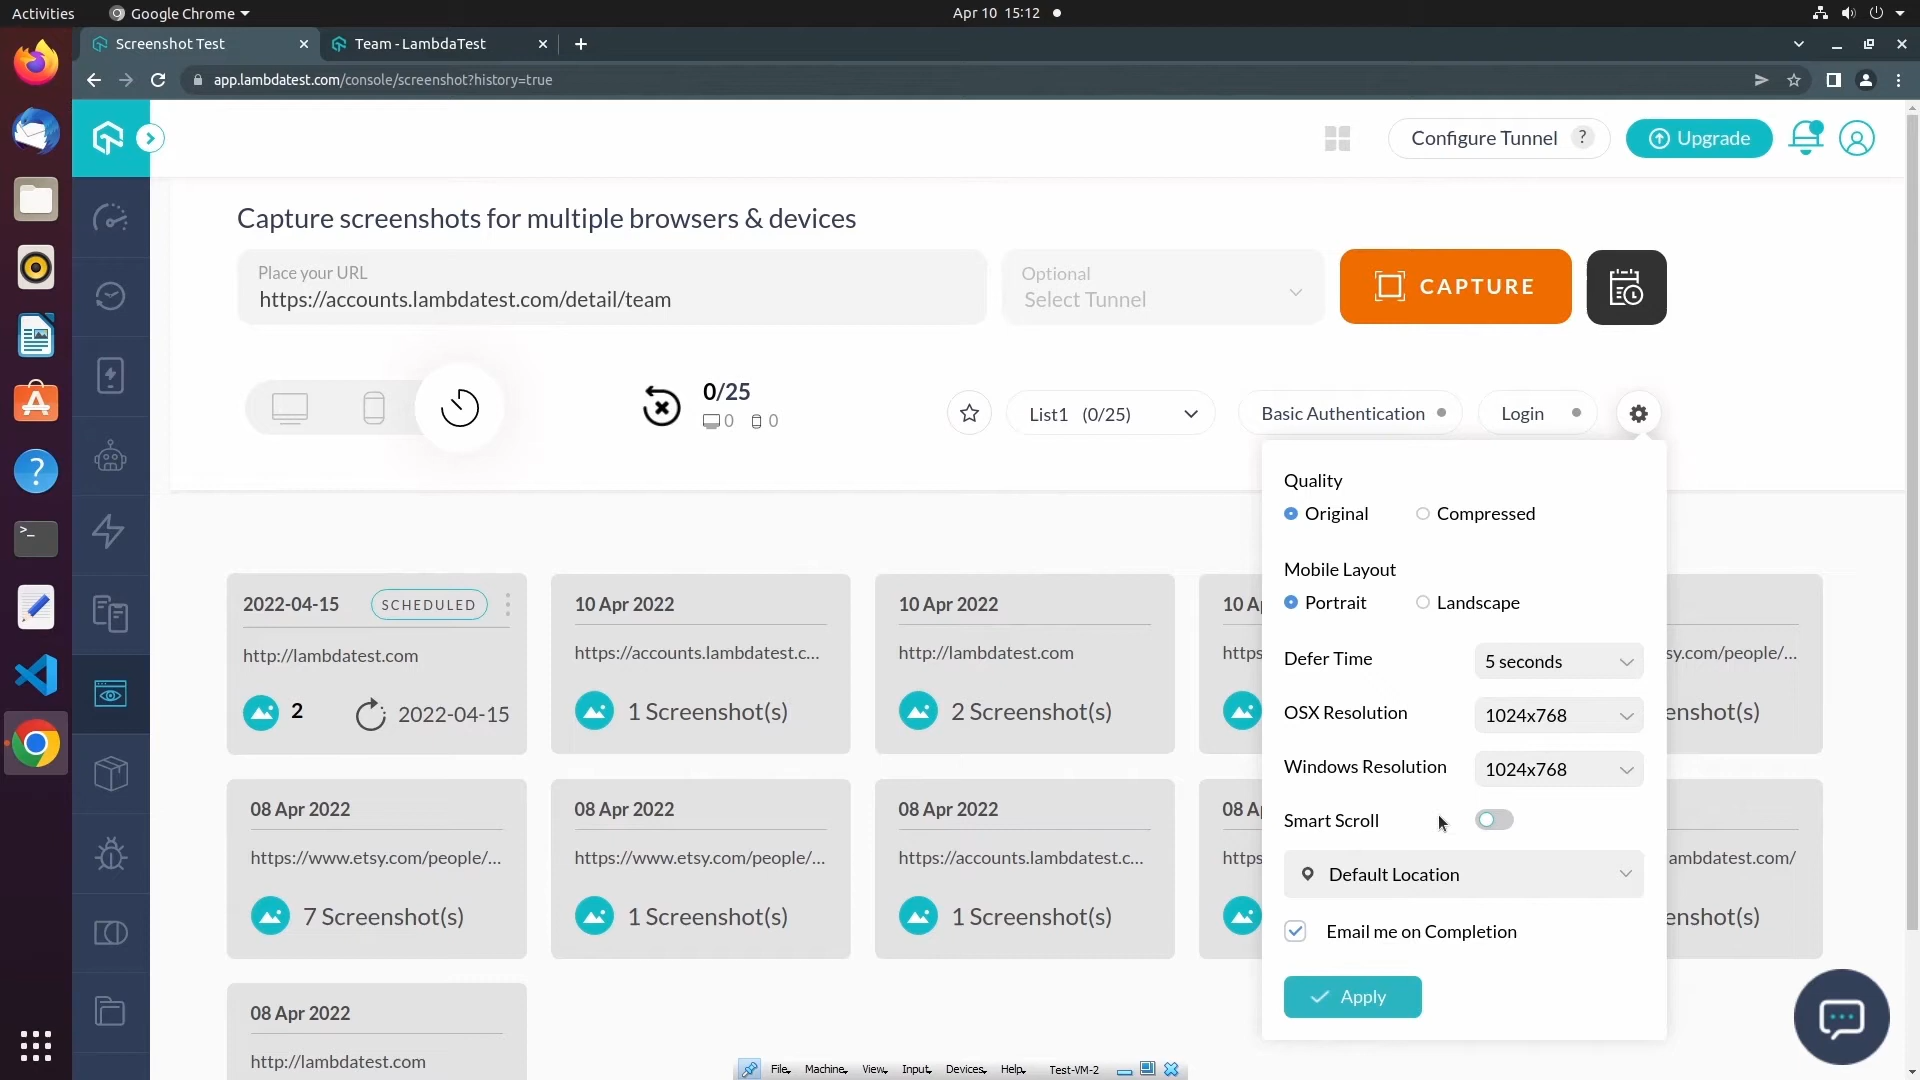 Activities
Google Chrome
Apr 10 15:12
Screenshot Test
Team - LambdaTest
app.lambdatest.com/console/screenshot?history=true
Configure Tunnel ?
Upgrade
Capture screenshots for multiple browsers & devices
Place your URL
https://accounts.lambdatest.com/detail/team
Optional
Select Tunnel
CAPTURE
0/25
0 0
List1 (0/25)
Basic Authentication
Login
Quality
Original Compressed
Mobile Layout
Portrait Landscape
Defer Time 5 seconds
OSX Resolution 1024x768
Windows Resolution 1024x768
Smart Scroll
Default Location
Email me on Completion
Apply
2022-04-15 SCHEDULED
http://lambdatest.com
2 2022-04-15
10 Apr 2022
https://accounts.lambdatest.c...
1 Screenshot(s)
10 Apr 2022
http://lambdatest.com
2 Screenshot(s)
10 A
https
sy.com/people/...
enshot(s)
08 Apr 2022
https://www.etsy.com/people/...
7 Screenshot(s)
08 Apr 2022
https://www.etsy.com/people/...
1 Screenshot(s)
08 Apr 2022
https://accounts.lambdatest.c...
1 Screenshot(s)
08 A
https
ambdatest.com/
enshot(s)
08 Apr 2022
http://lambdatest.com
File Machine View Input Devices Help Test-VM-2